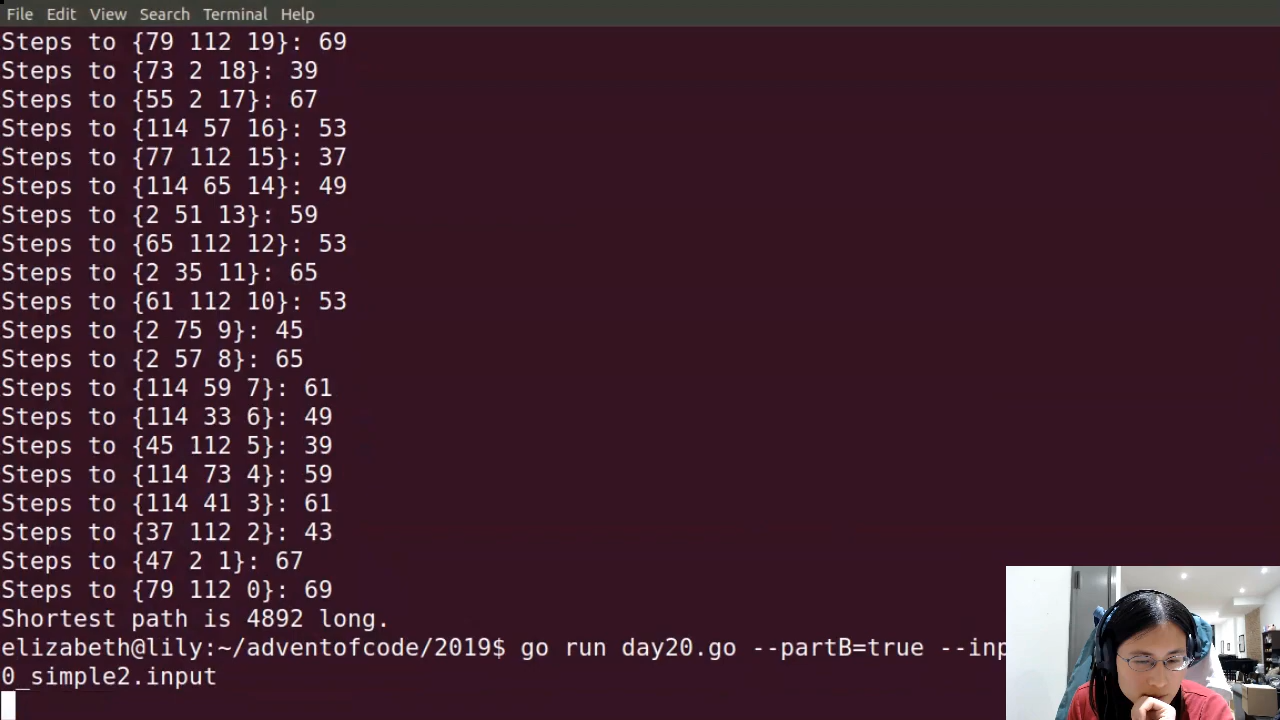 File Edit View Search Terminal Help
Steps to {79 112 19}: 69
Steps to {73 2 18}: 39
Steps to {55 2 17}: 67
Steps to {114 57 16}: 53
Steps to {77 112 15}: 37
Steps to {114 65 14}: 49
Steps to {2 51 13}: 59
Steps to {65 112 12}: 53
Steps to {2 35 11}: 65
Steps to {61 112 10}: 53
Steps to {2 75 9}: 45
Steps to {2 57 8}: 65
Steps to {114 59 7}: 61
Steps to {114 33 6}: 49
Steps to {45 112 5}: 39
Steps to {114 73 4}: 59
Steps to {114 41 3}: 61
Steps to {37 112 2}: 43
Steps to {47 2 1}: 67
Steps to {79 112 0}: 69
Shortest path is 4892 long.
elizabeth@lily:~/adventofcode/2019$ go run day20.go --partB=true --inp
0_simple2.input